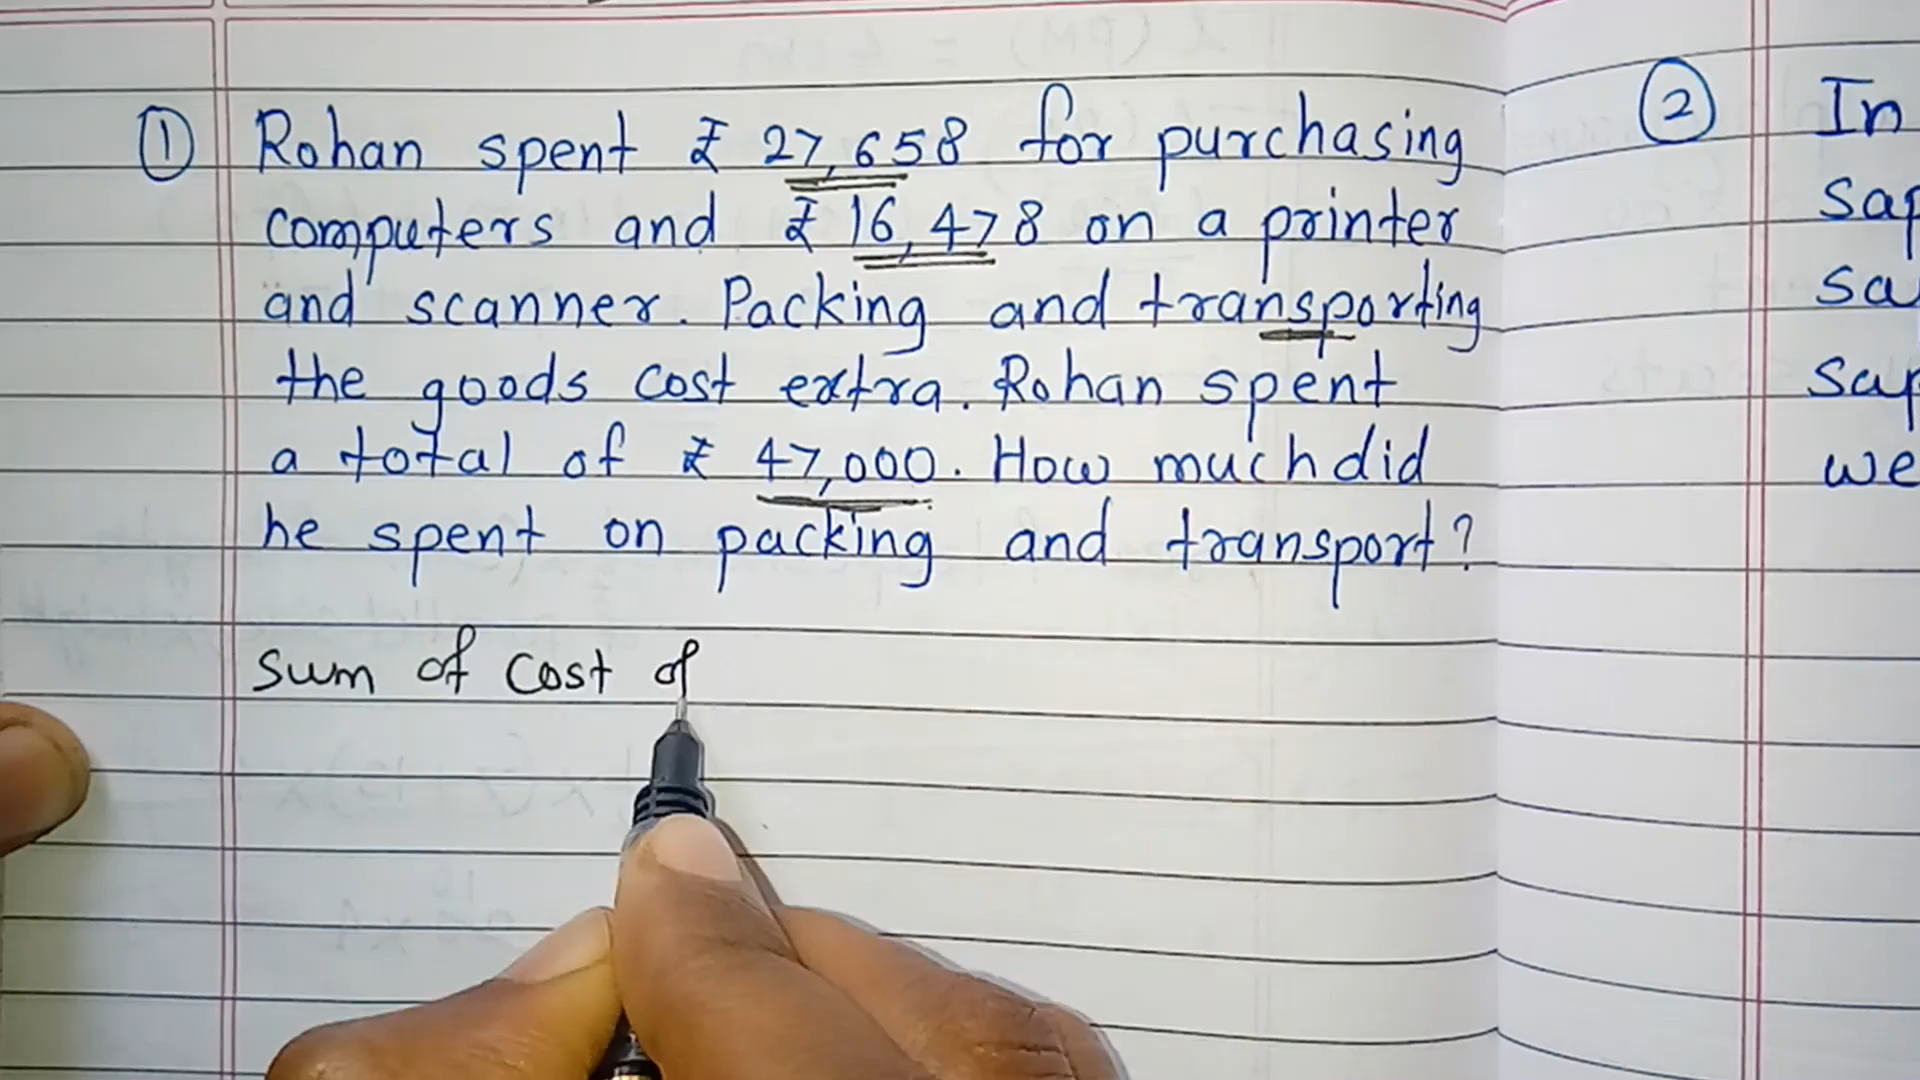 ① Rohan spent ₹ 27,658 for purchasing
computers and ₹ 16,478 on a printer
and scanner. Packing and transporting
the goods cost extra. Rohan spent
a total of ₹ 47,000. How much did
he spent on packing and transport?
Sum of Cost of
② In
sap
sa
sap
we